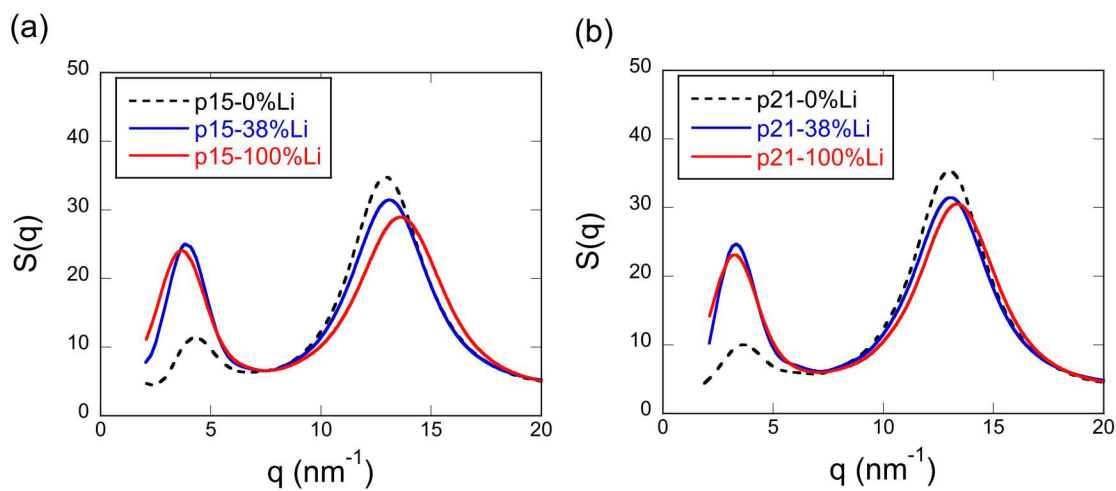 (a)
50
40
30
20
10
0
S(q)
p15-0%Li
p15-38%Li
p15-100%Li
0 5 10 15 20
q (nm⁻¹)
(b)
50
40
30
20
10
0
S(q)
p21-0%Li
p21-38%Li
p21-100%Li
0 5 10 15 20
q (nm⁻¹)